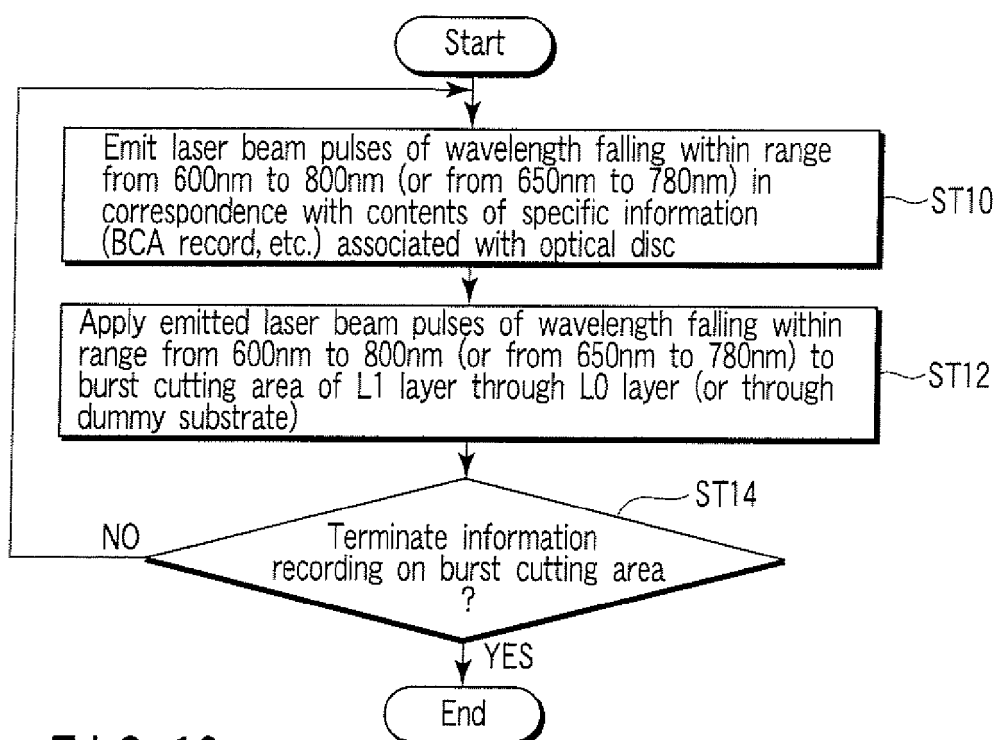 Start
Emit laser beam pulses of wavelength falling within range
from 600nm to 800nm (or from 650nm to 780nm) in
correspondence with contents of specific information
(BCA record, etc.) associated with optical disc
ST10
Apply emitted laser beam pulses of wavelength falling within
range from 600nm to 800nm (or from 650nm to 780nm) to
burst cutting area of L1 layer through L0 layer (or through
dummy substrate)
ST12
ST14
NO
Terminate information
recording on burst cutting area
?
YES
End